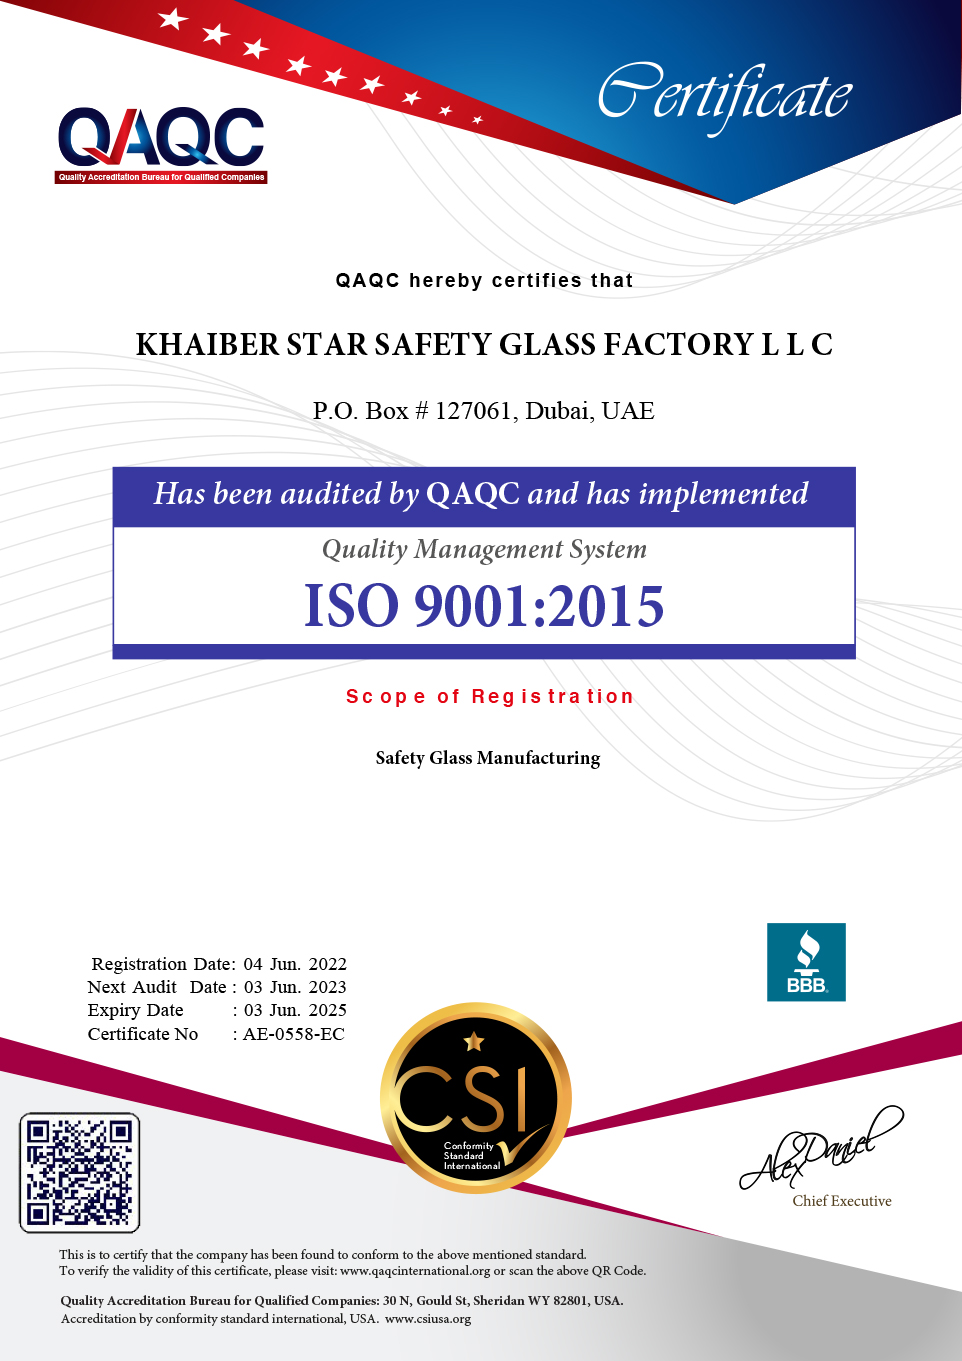 Certificate
QAQC
Quality Accreditation Bureau for Qualified Companies
QAQC hereby certifies that
KHAIBER STAR SAFETY GLASS FACTORY L L C
P.O. Box # 127061, Dubai, UAE
Has been audited by QAQC and has implemented
Quality Management System
ISO 9001:2015
Scope of Registration
Safety Glass Manufacturing
BBB
Registration Date: 04 Jun. 2022
Next Audit Date : 03 Jun. 2023
Expiry Date : 03 Jun. 2025
Certificate No : AE-0558-EC
CSI
Conformity
Standard
International
Alex Daniel
Chief Executive
This is to certify that the company has been found to conform to the above mentioned standard.
To verify the validity of this certificate, please visit: www.qaqcinternational.org or scan the above QR Code.
Quality Accreditation Bureau for Qualified Companies: 30 N, Gould St, Sheridan WY 82801, USA.
Accreditation by conformity standard international, USA. www.csiusa.org